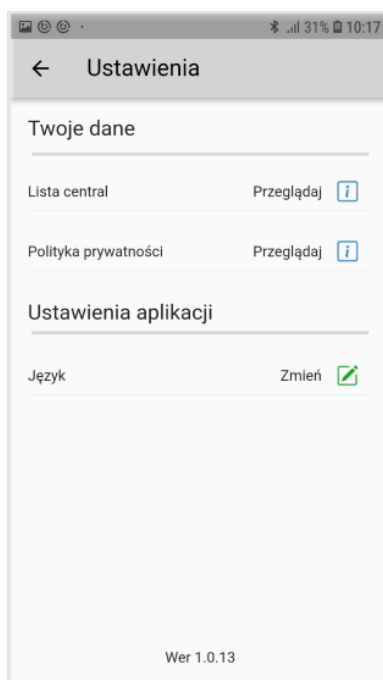 31% 10:17
Ustawienia
Twoje dane
Lista central Przeglądaj i
Polityka prywatności Przeglądaj i
Ustawienia aplikacji
Język Zmień
Wer 1.0.13